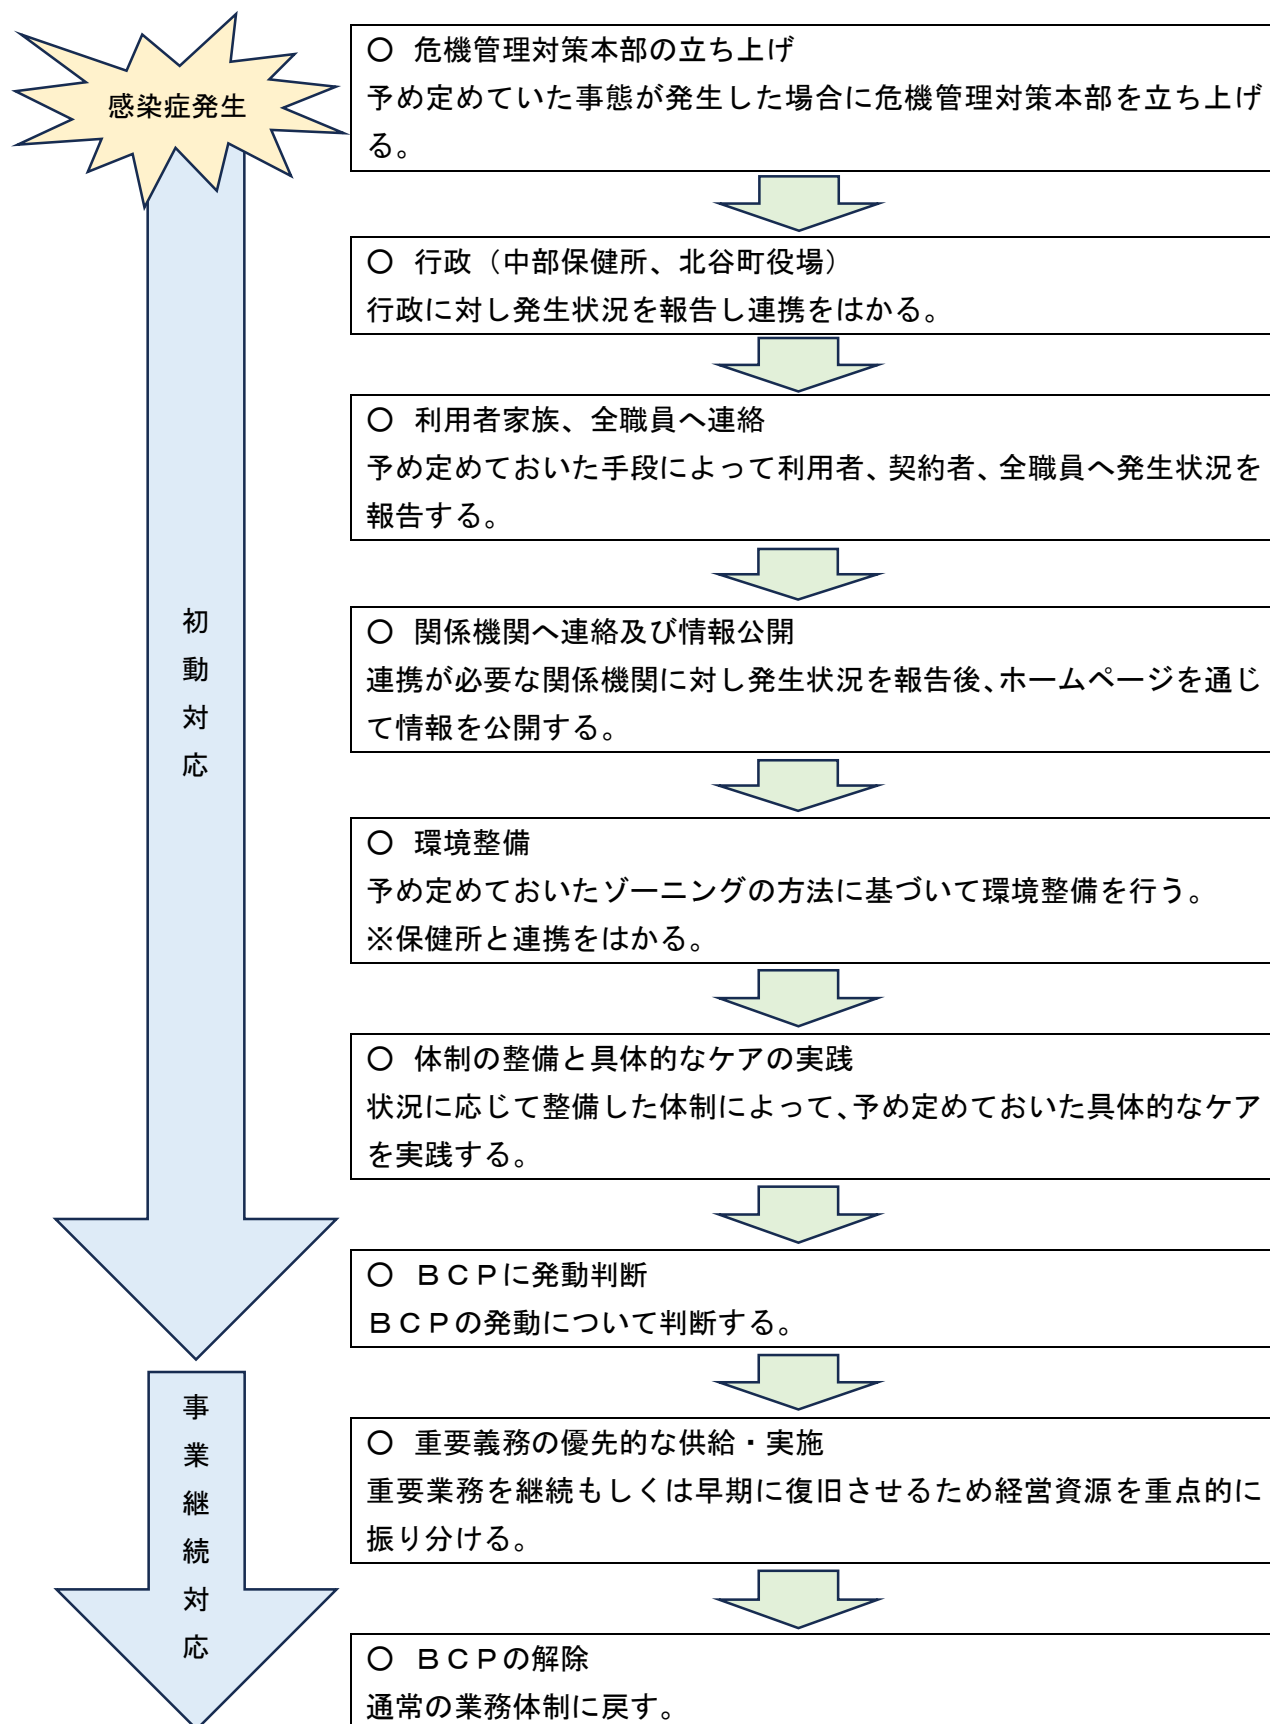 感染症発生
○ 危機管理対策本部の立ち上げ
予め定めていた事態が発生した場合に危機管理対策本部を立ち上げ
る。
○ 行政（中部保健所、北谷町役場）
行政に対し発生状況を報告し連携をはかる。
○ 利用者家族、全職員へ連絡
予め定めておいた手段によって利用者、契約者、全職員へ発生状況を
報告する。
○ 関係機関へ連絡及び情報公開
連携が必要な関係機関に対し発生状況を報告後、ホームページを通じ
て情報を公開する。
○ 環境整備
予め定めておいたゾーニングの方法に基づいて環境整備を行う。
※保健所と連携をはかる。
○ 体制の整備と具体的なケアの実践
状況に応じて整備した体制によって、予め定めておいた具体的なケア
を実践する。
○ ＢＣＰに発動判断
ＢＣＰの発動について判断する。
初動対応
○ 重要義務の優先的な供給・実施
重要業務を継続もしくは早期に復旧させるため経営資源を重点的に
振り分ける。
○ ＢＣＰの解除
通常の業務体制に戻す。
事業継続対応